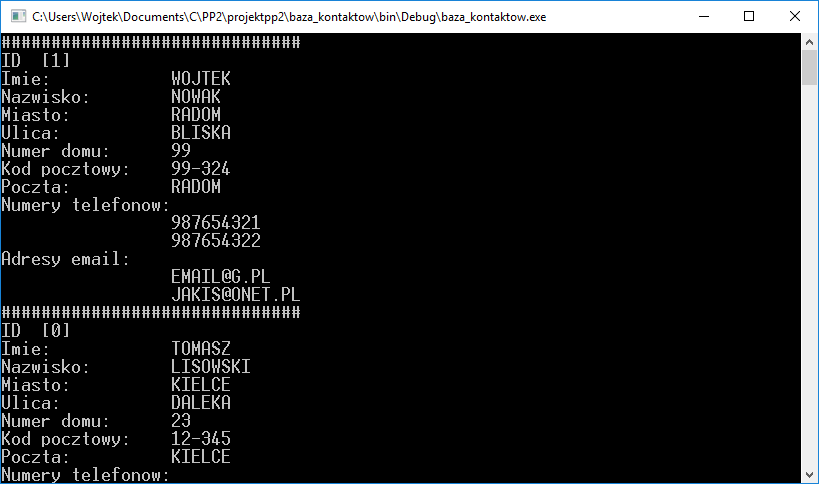 C:\Users\Wojtek\Documents\C\PP2\projektpp2\baza_kontaktow\bin\Debug\baza_kontaktow.exe
##############################
ID  [1]
Imie:            WOJTEK
Nazwisko:        NOWAK
Miasto:          RADOM
Ulica:           BLISKA
Numer domu:      99
Kod pocztowy:    99-324
Poczta:          RADOM
Numery telefonow:
                 987654321
                 987654322
Adresy email:
                 EMAIL@G.PL
                 JAKIS@ONET.PL
##############################
ID  [0]
Imie:            TOMASZ
Nazwisko:        LISOWSKI
Miasto:          KIELCE
Ulica:           DALEKA
Numer domu:      23
Kod pocztowy:    12-345
Poczta:          KIELCE
Numery telefonow: